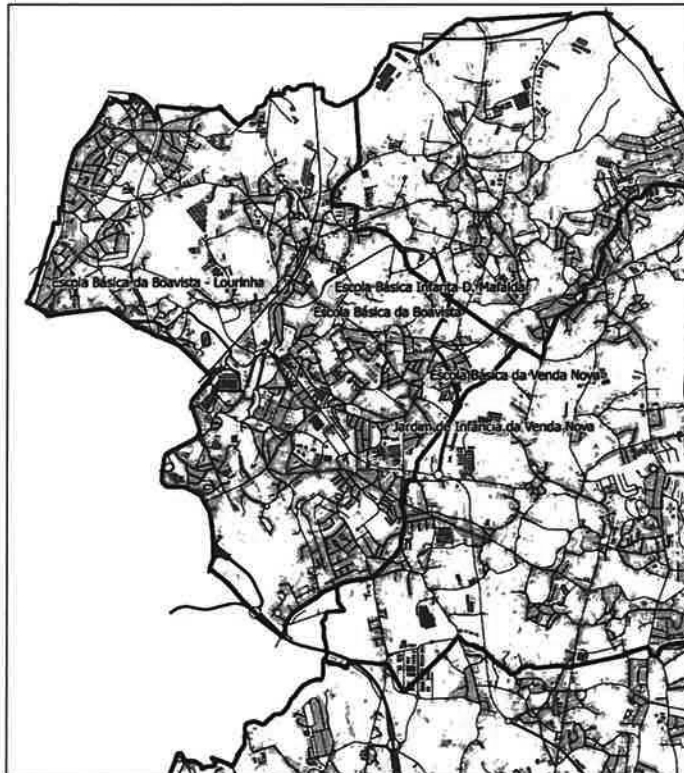 Escola Básica da Boavista - Lourinha
Escola Básica Infanta D. Mafalda
Escola Básica da Boavista
Escola Básica da Venda Nova
Jardim de Infância da Venda Nova